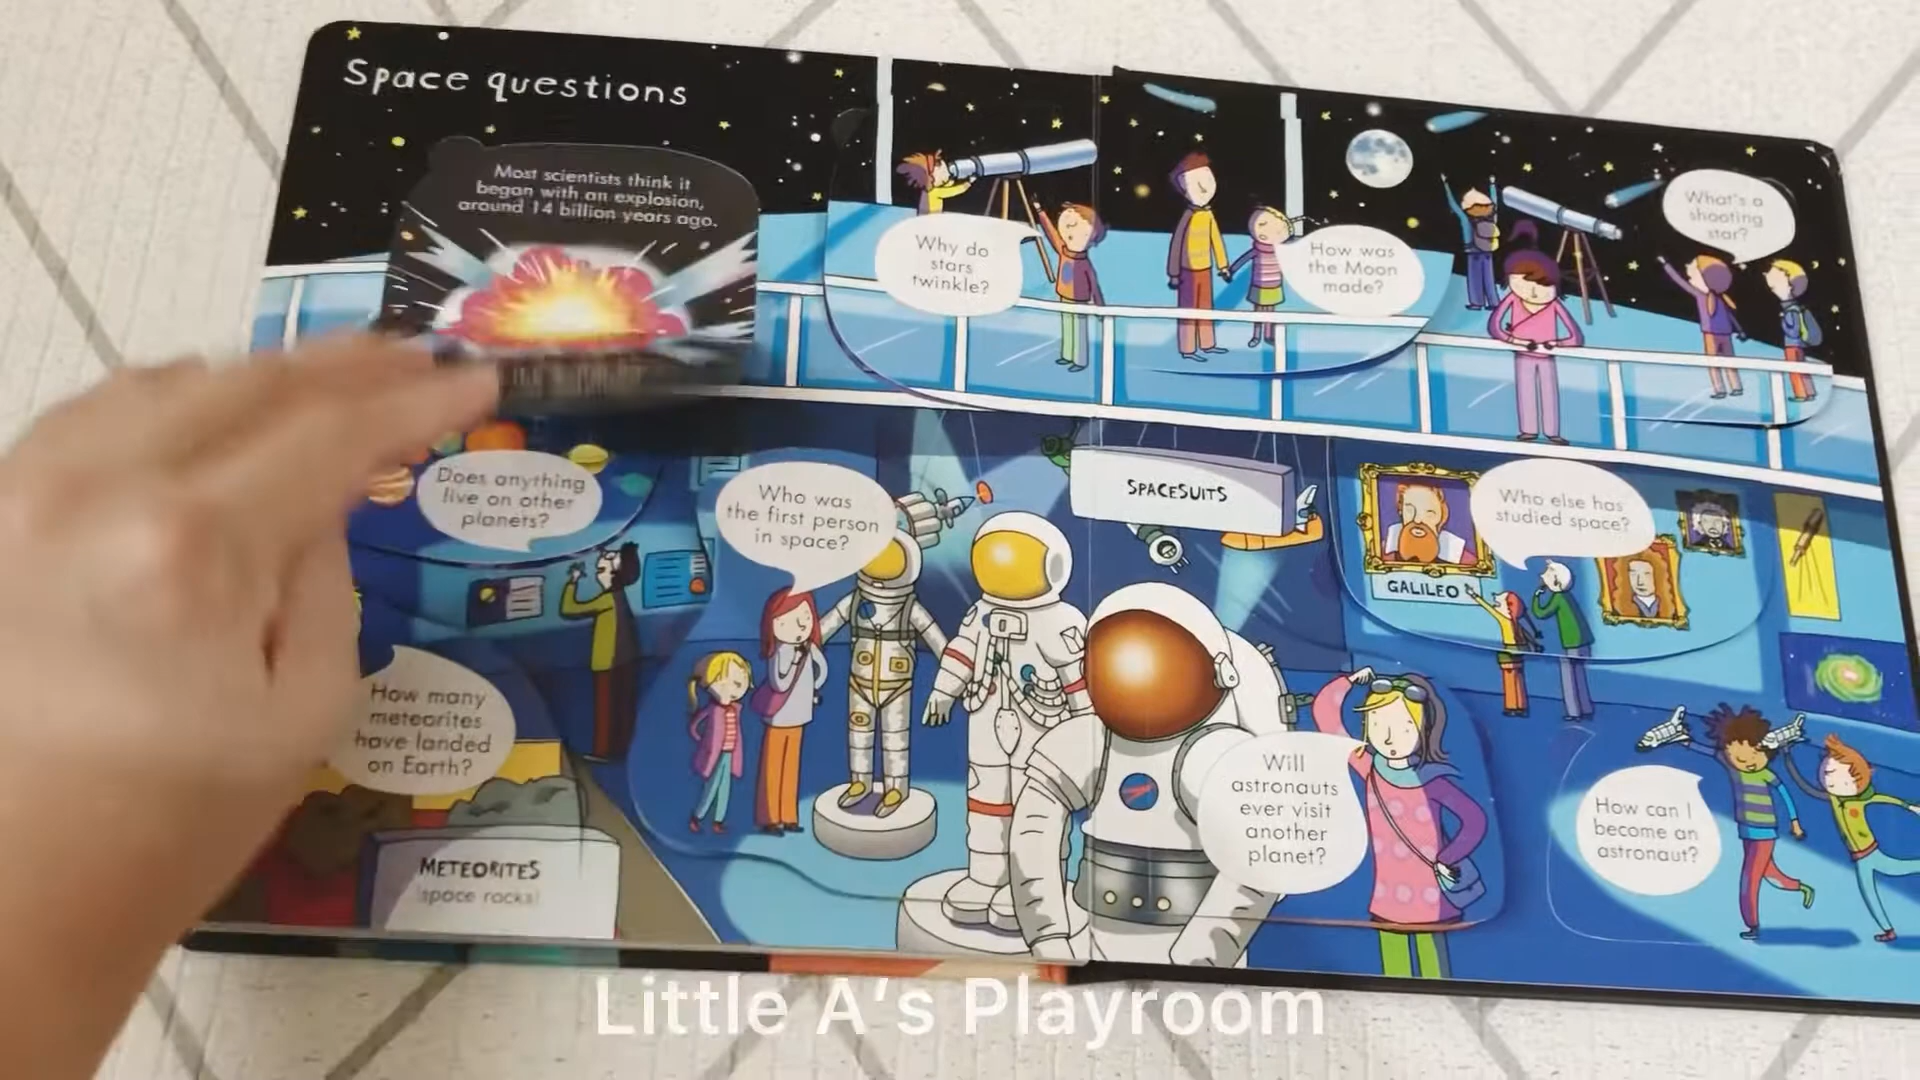 Space questions
Most scientists think it
began with an explosion,
around 14 billion years ago.
Why do
stars
twinkle?
How was
the Moon
made?
What's a
shooting
star?
Does anything
live on other
planets?
Who was
the first person
in space?
SPACESUITS
Who else has
studied space?
GALILEO
How many
meteorites
have landed
on Earth?
Will
astronauts
ever visit
another
planet?
How can I
become an
astronaut?
METEORITES
(space rocks)
Little A's Playroom